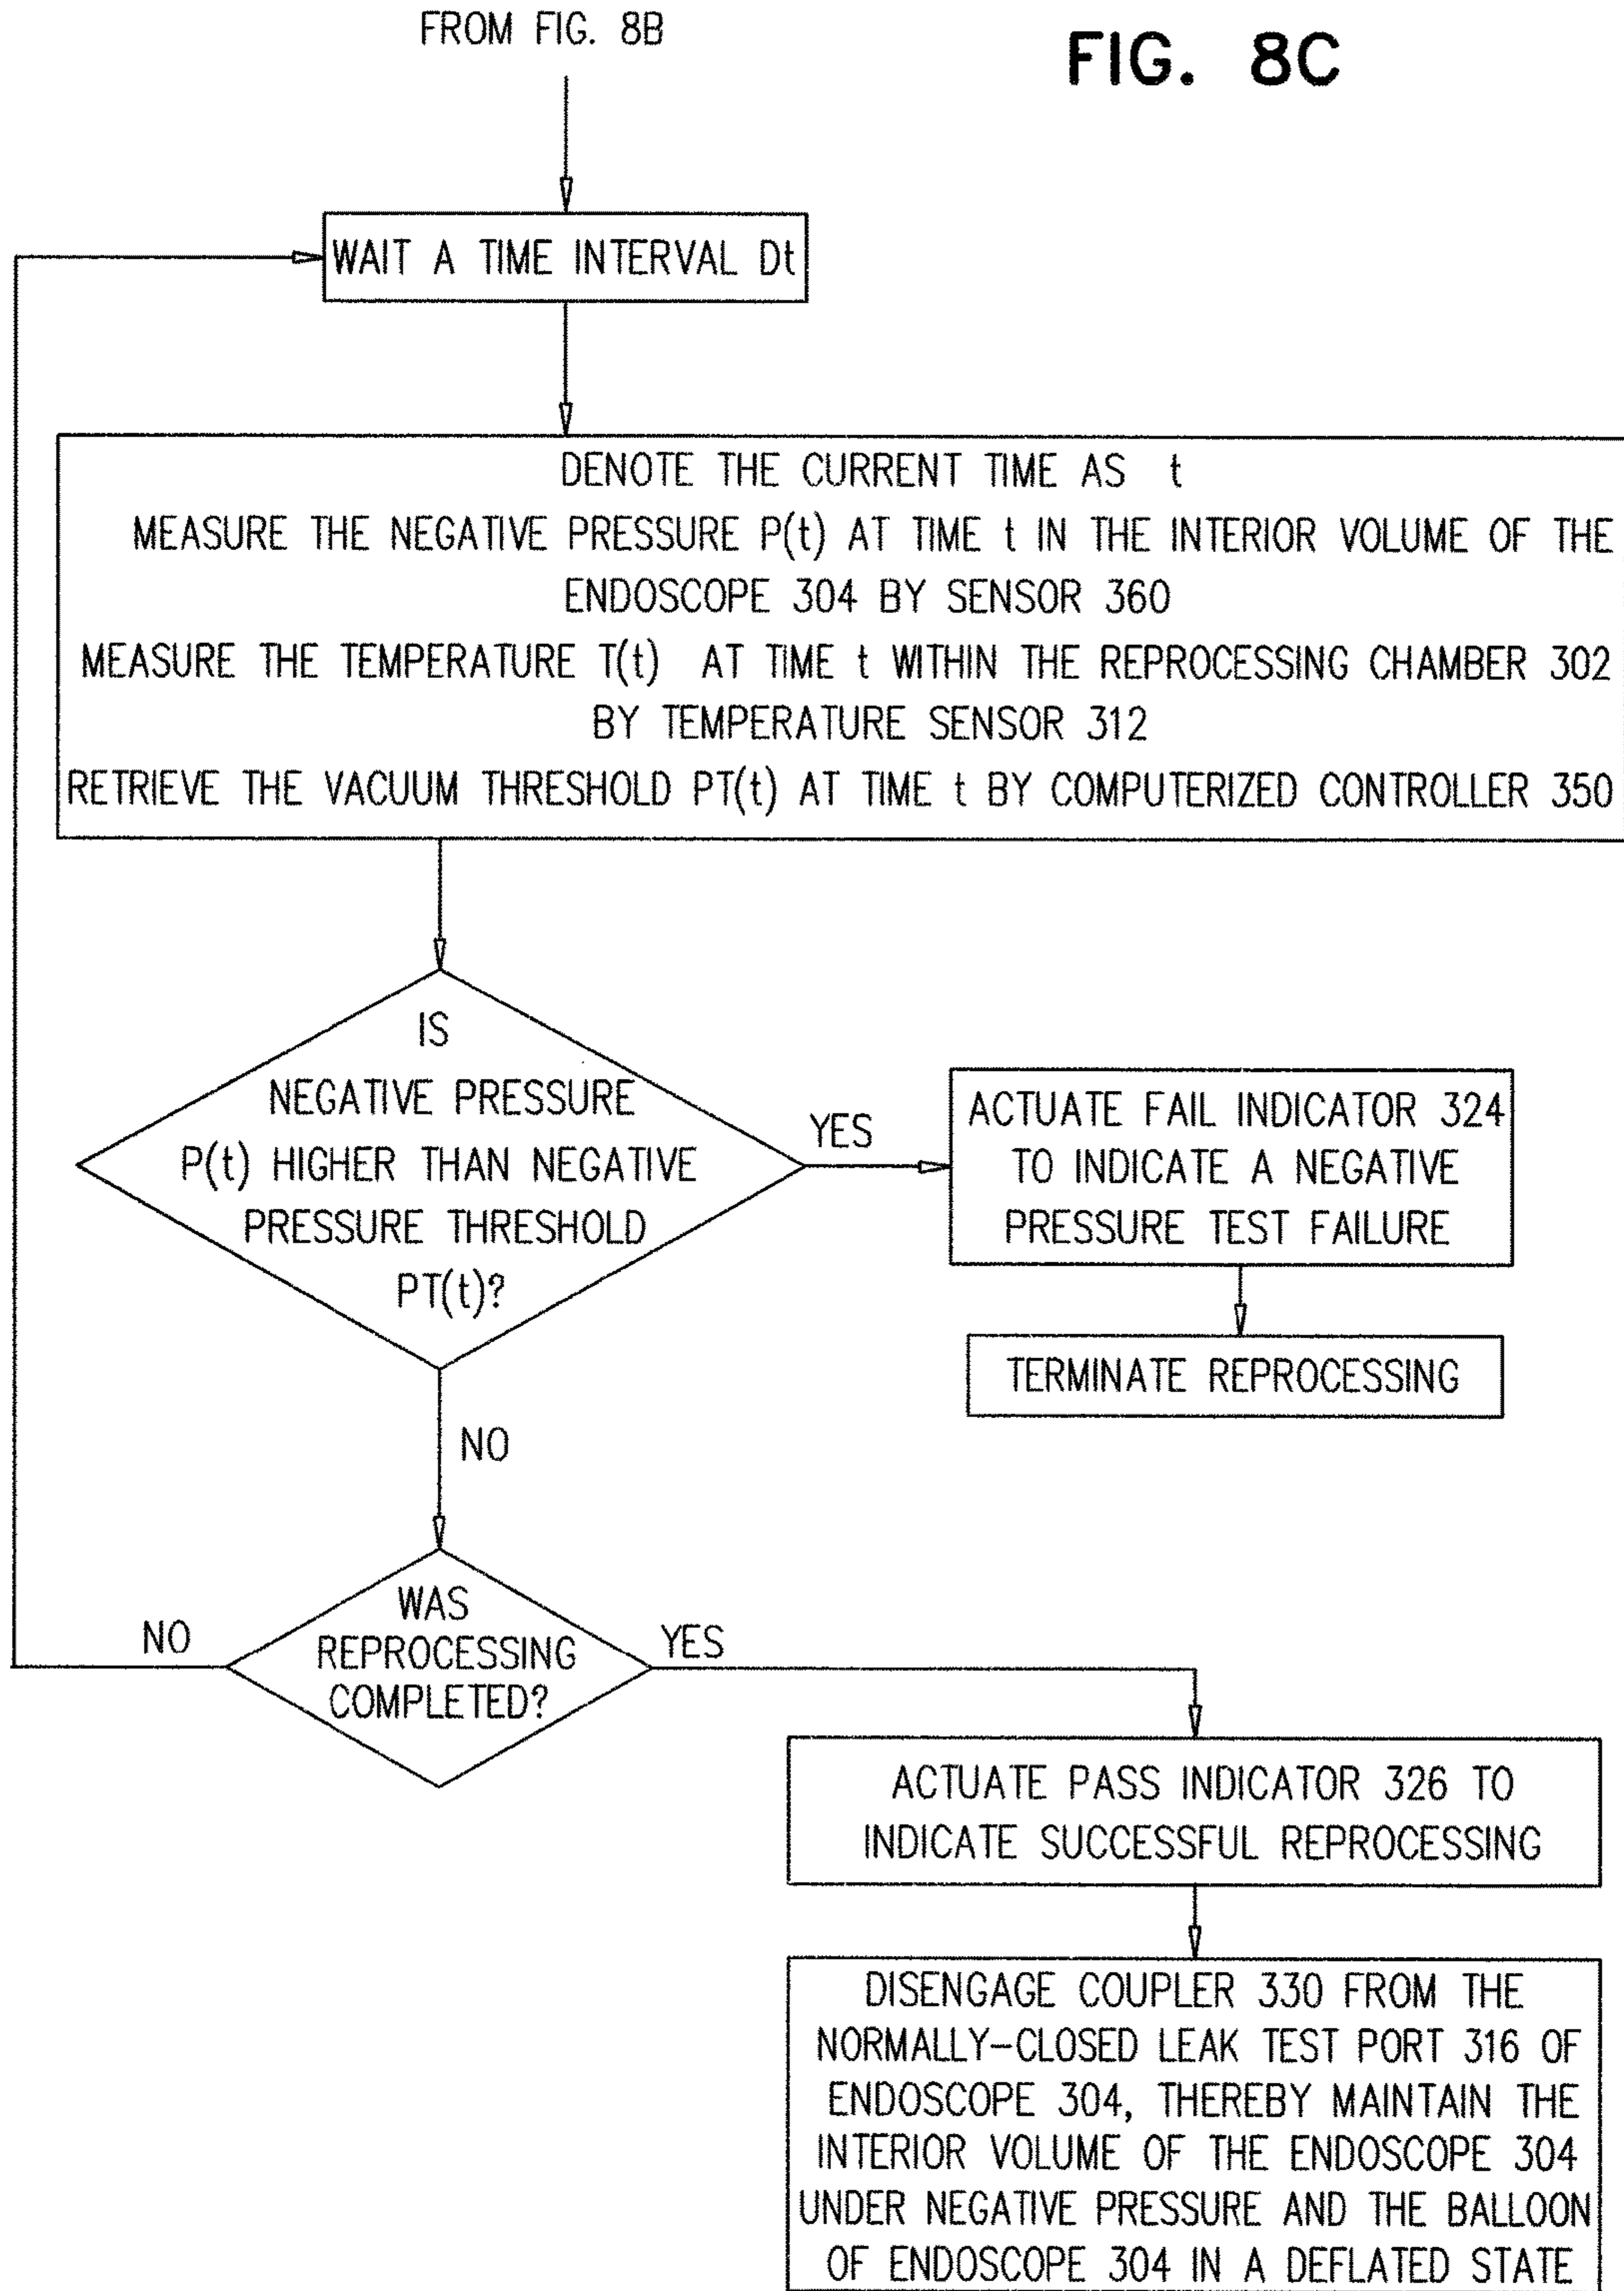 FROM FIG. 8B
FIG. 8C
WAIT A TIME INTERVAL Dt
DENOTE THE CURRENT TIME AS t
MEASURE THE NEGATIVE PRESSURE P(t) AT TIME t IN THE INTERIOR VOLUME OF THE
ENDOSCOPE 304 BY SENSOR 360
MEASURE THE TEMPERATURE T(t) AT TIME t WITHIN THE REPROCESSING CHAMBER 302
BY TEMPERATURE SENSOR 312
RETRIEVE THE VACUUM THRESHOLD PT(t) AT TIME t BY COMPUTERIZED CONTROLLER 350
IS
NEGATIVE PRESSURE
P(t) HIGHER THAN NEGATIVE
PRESSURE THRESHOLD
PT(t)?
YES
ACTUATE FAIL INDICATOR 324
TO INDICATE A NEGATIVE
PRESSURE TEST FAILURE
TERMINATE REPROCESSING
NO
WAS
REPROCESSING
COMPLETED?
NO
YES
ACTUATE PASS INDICATOR 326 TO
INDICATE SUCCESSFUL REPROCESSING
DISENGAGE COUPLER 330 FROM THE
NORMALLY-CLOSED LEAK TEST PORT 316 OF
ENDOSCOPE 304, THEREBY MAINTAIN THE
INTERIOR VOLUME OF THE ENDOSCOPE 304
UNDER NEGATIVE PRESSURE AND THE BALLOON
OF ENDOSCOPE 304 IN A DEFLATED STATE